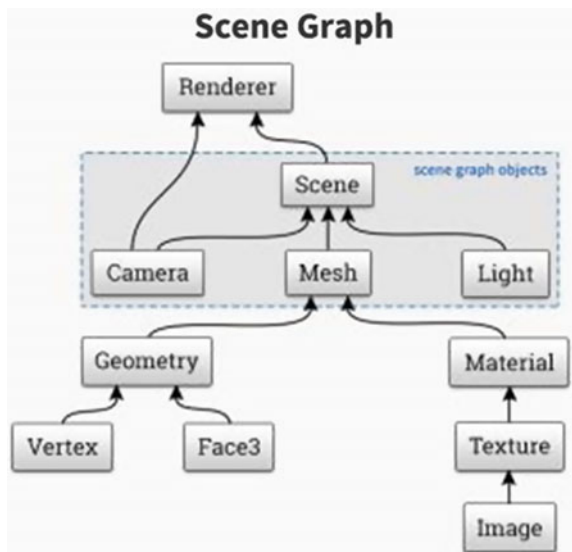 Scene Graph
Renderer
scene graph objects
Scene
Camera
Mesh
Light
Geometry
Material
Vertex
Face3
Texture
Image